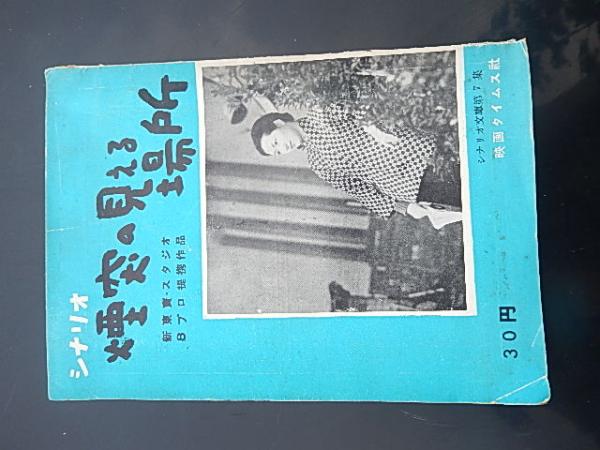 シナリオ
煙突の見える場所
新東寶・スタジオ
8プロ提携作品
シナリオ文庫第7集
映画タイムス社
30円